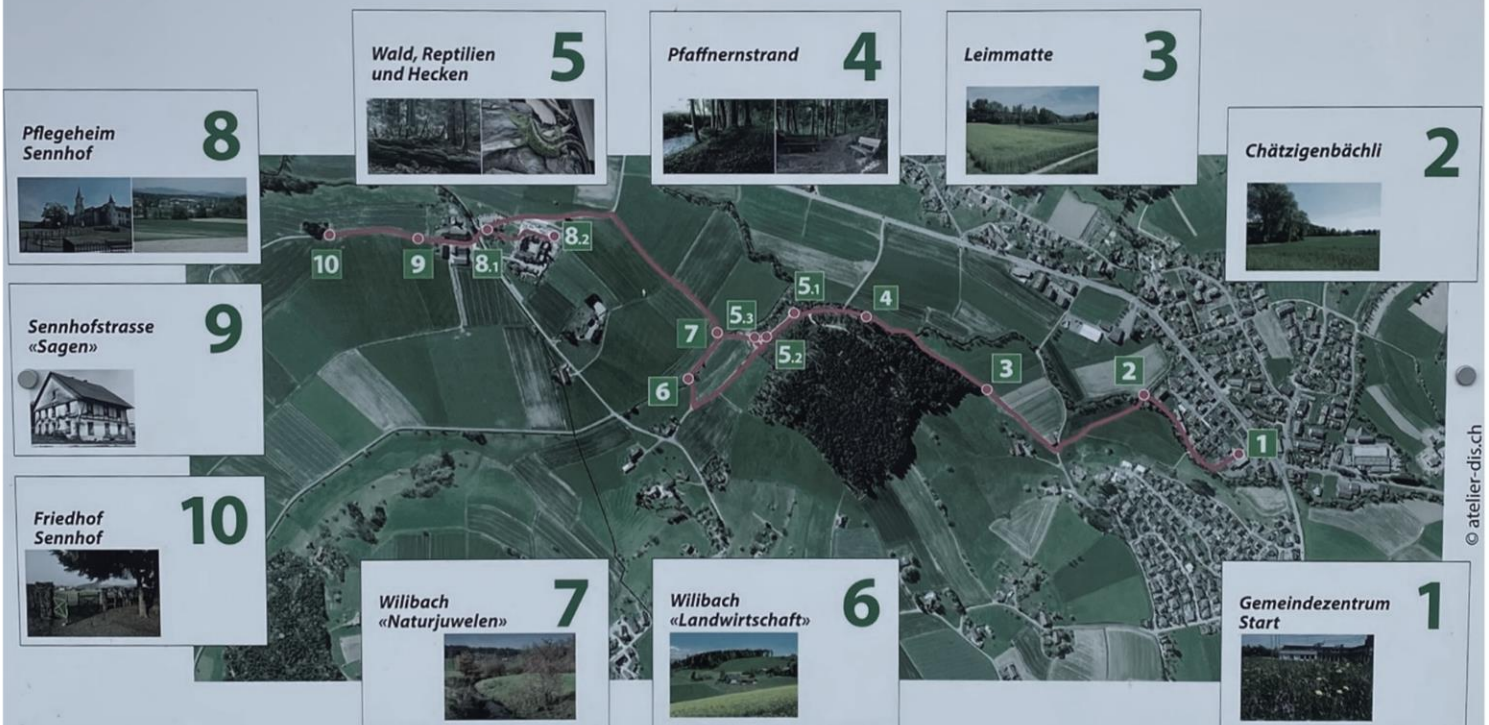 Wald, Reptilien
und Hecken
5
Pfaffnernstrand
4
Leimmatte
3
Pflegeheim
Sennhof
8
Chätzigenbächli
2
Sennhofstrasse
«Sagen»
9
Friedhof
Sennhof
10
Wilibach
«Naturjuwelen»
7
Wilibach
«Landwirtschaft»
6
Gemeindezentrum
Start
1
10
9
8.1
8.2
7
5.3
5.1
4
5.2
6
3
2
1
© atelier-dis.ch